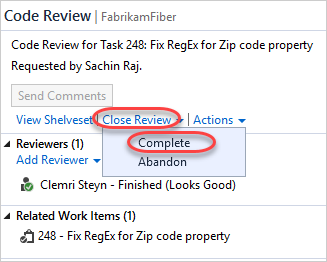 Code Review | FabrikamFiber
Code Review for Task 248: Fix RegEx for Zip code property
Requested by Sachin Raj.
Send Comments
View Shelveset | Close Review | Actions
Complete
Abandon
Reviewers (1)
Add Reviewer
Clemri Steyn - Finished (Looks Good)
Related Work Items (1)
248 - Fix RegEx for Zip code property